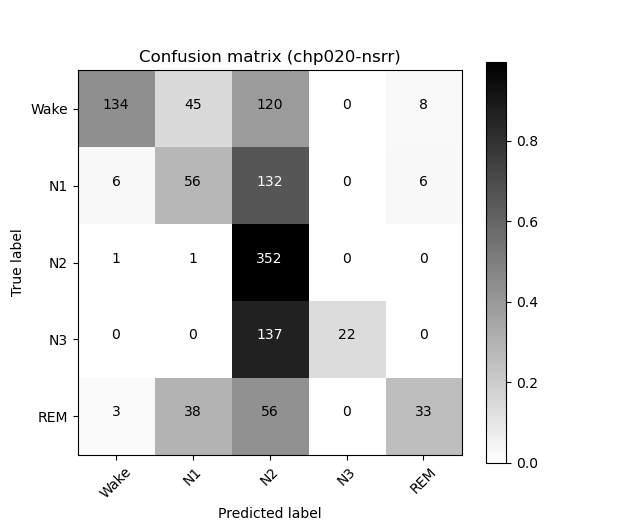 Confusion matrix (chp020-nsrr)
True label
Wake 134 45 120 0 8
N1 6 56 132 0 6
N2 1 1 352 0 0
N3 0 0 137 22 0
REM 3 38 56 0 33
Wake N1 N2 N3 REM
Predicted label
0.8
0.6
0.4
0.2
0.0